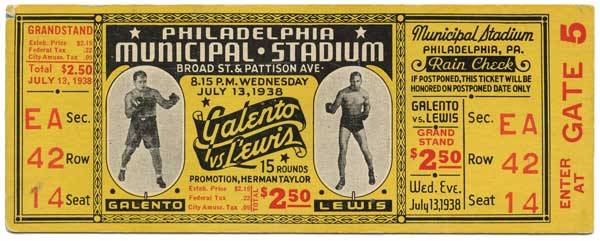 GRANDSTAND
Estab. Price $2.19
Federal Tax .22
City Amuse. Tax .09
Total $2.50
JULY 13, 1938
EA Sec.
42 Row
14 Seat
PHILADELPHIA
MUNICIPAL • STADIUM
BROAD ST. & PATTISON AVE.
8.15 P.M. WEDNESDAY
JULY 13, 1938
Galento
vs Lewis
15
ROUNDS
PROMOTION, HERMAN TAYLOR
Estab. Price $2.19
Federal Tax .22
City Amus. Tax .09
TOTAL
$2.50
GALENTO
LEWIS
Municipal Stadium
PHILADELPHIA, PA.
Rain Check
IF POSTPONED, THIS TICKET WILL BE
HONORED ON POSTPONED DATE ONLY
GALENTO
vs. LEWIS
GRAND
STAND
$2.50
Wed. Eve.
July 13, 1938
Sec. EA
Row 42
Seat 14
ENTER
AT
GATE 5